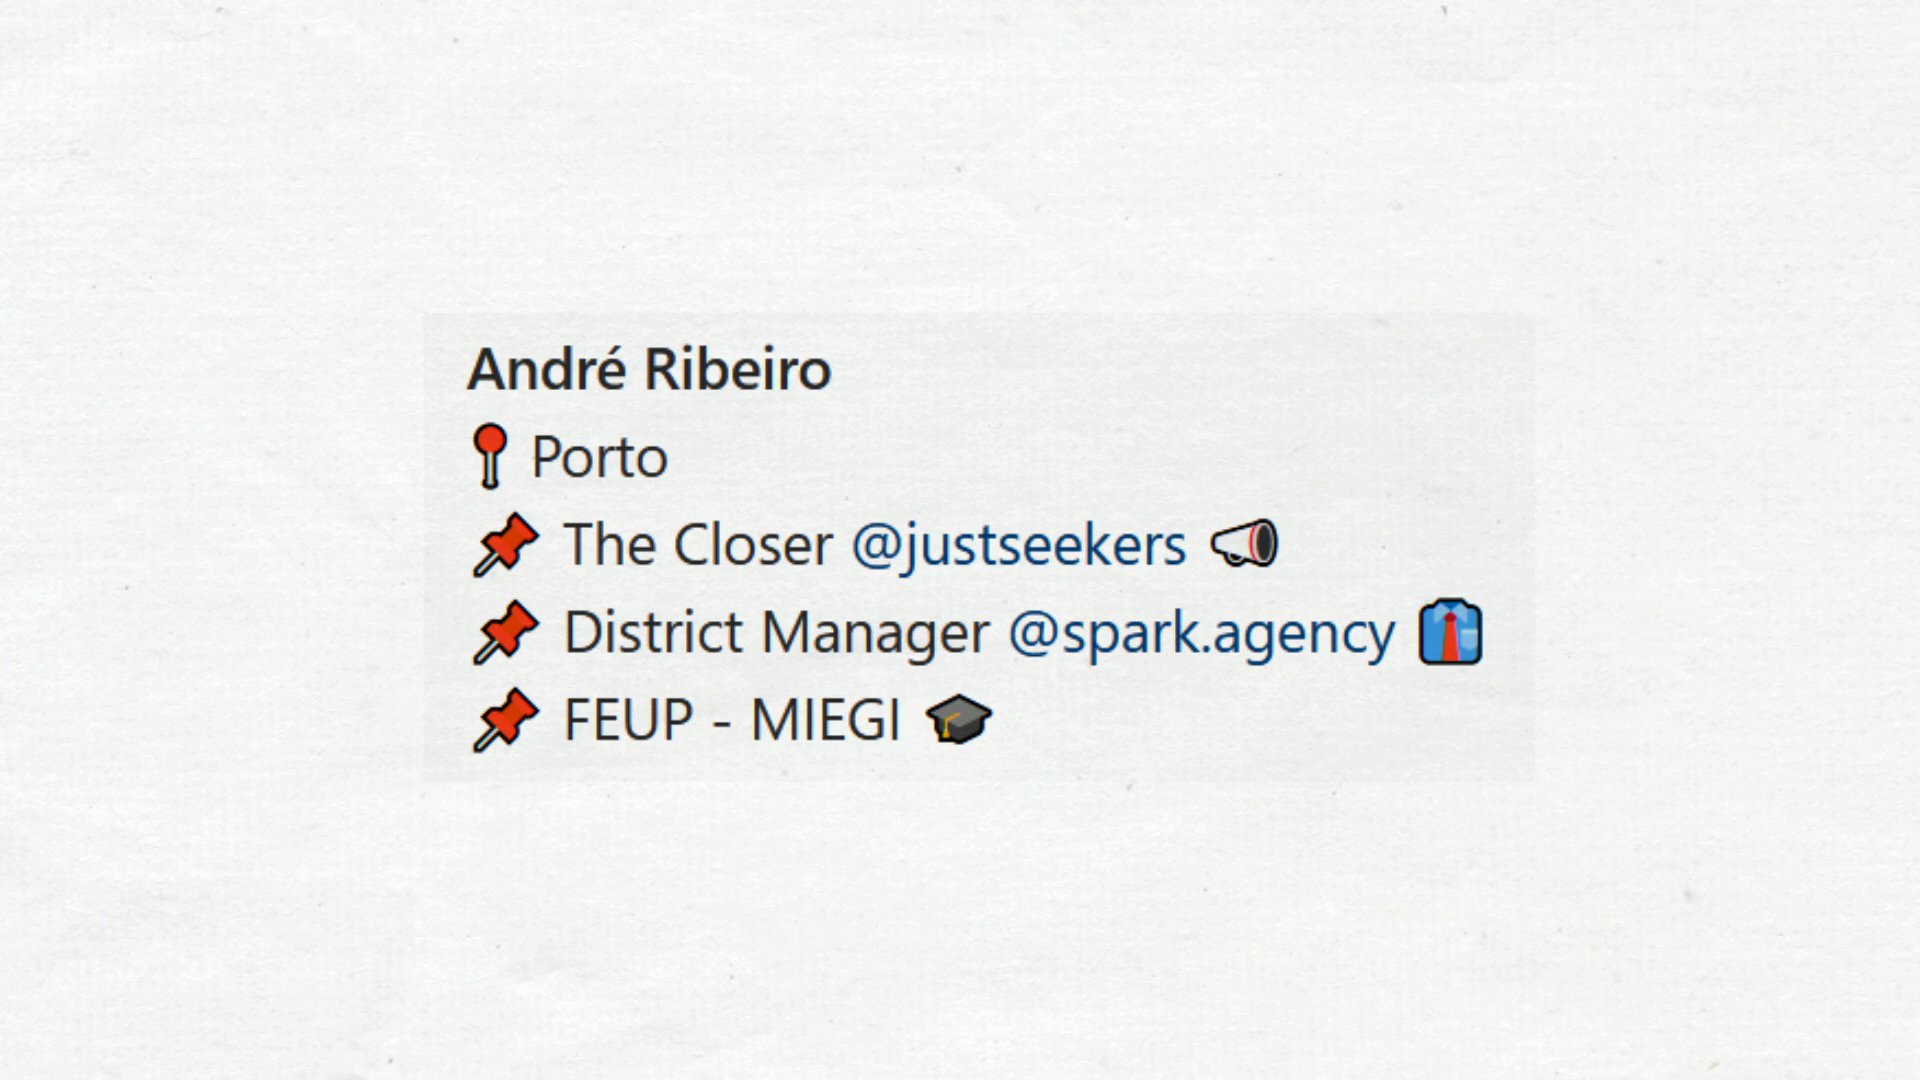 André Ribeiro
📍 Porto
📌 The Closer @justseekers 📣
📌 District Manager @spark.agency 👔
📌 FEUP - MIEGI 🎓